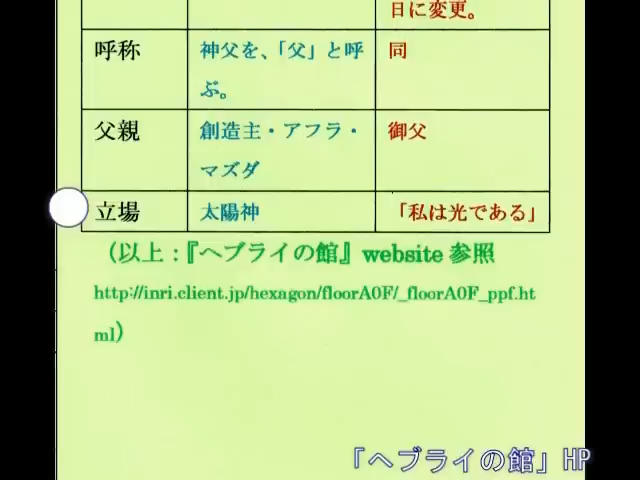 日に変更。
呼称 神父を、「父」と呼 同
ぶ。
父親 創造主・アフラ・ 御父
マズダ
立場 太陽神 「私は光である」
（以上：『ヘブライの館』website 参照
http://inri.client.jp/hexagon/floorA0F/_floorA0F_ppf.ht
ml）
「ヘブライの館」HP